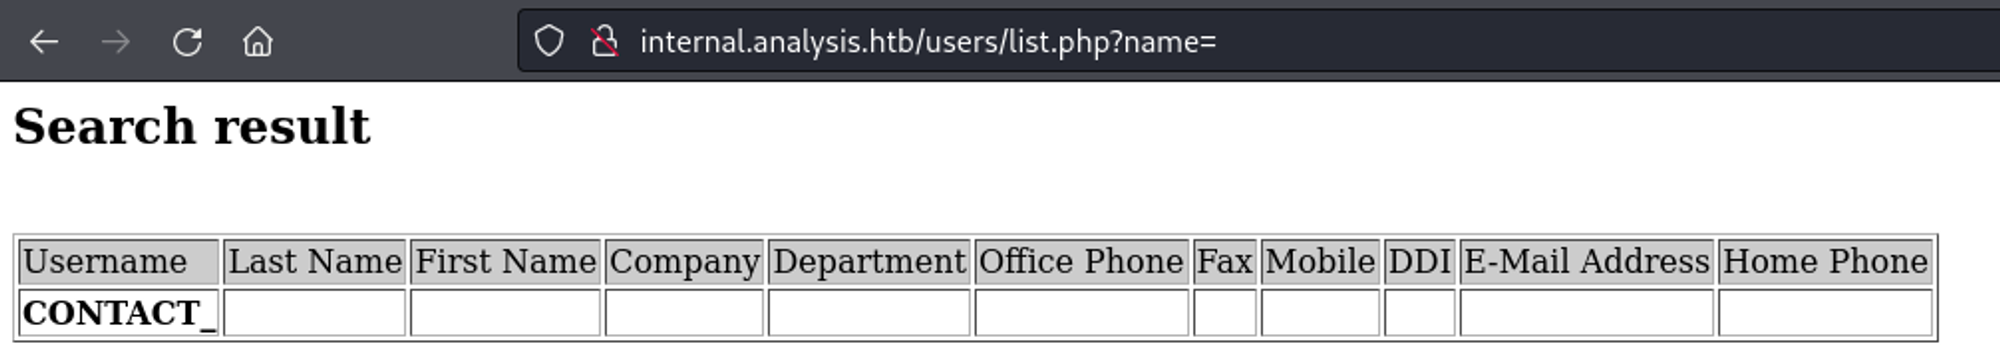 internal.analysis.htb/users/list.php?name=
Search result
Username Last Name First Name Company Department Office Phone Fax Mobile DDI E-Mail Address Home Phone
CONTACT_